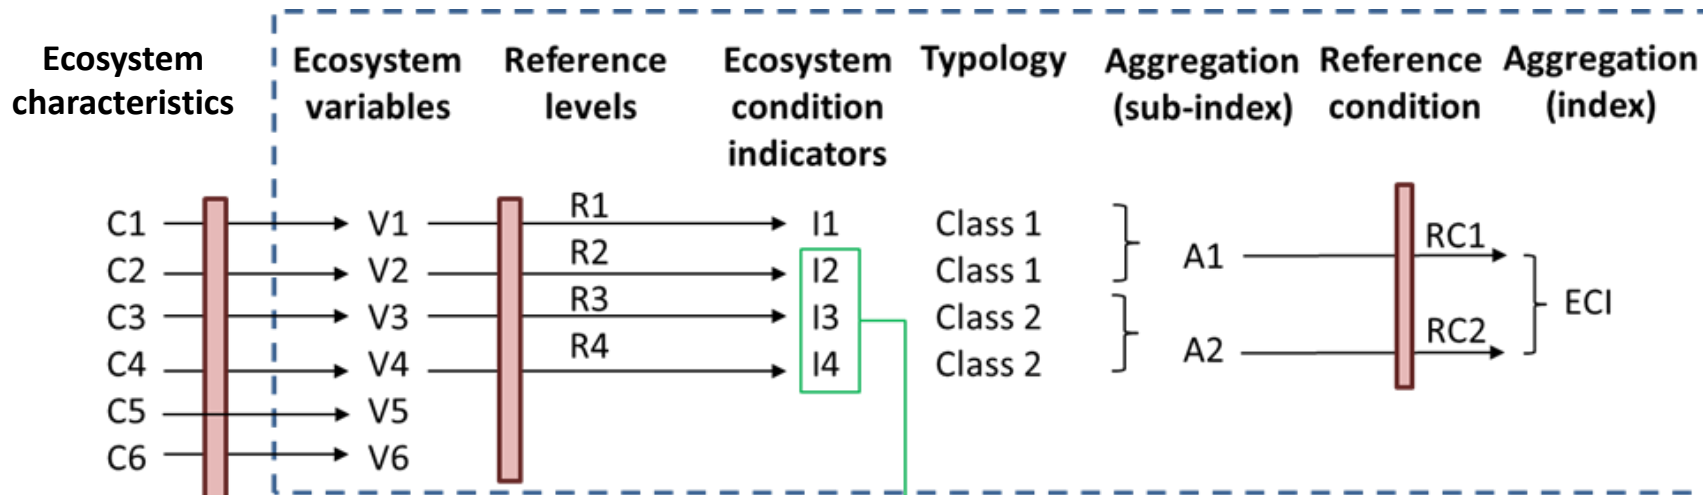 Ecosystem
characteristics
Ecosystem
variables
Reference
levels
Ecosystem
condition
indicators
Typology
Aggregation
(sub-index)
Reference
condition
Aggregation
(index)
C1
C2
C3
C4
C5
C6
V1
V2
V3
V4
V5
V6
R1
R2
R3
R4
I1
I2
I3
I4
Class 1
Class 1
Class 2
Class 2
A1
A2
RC1
RC2
ECI